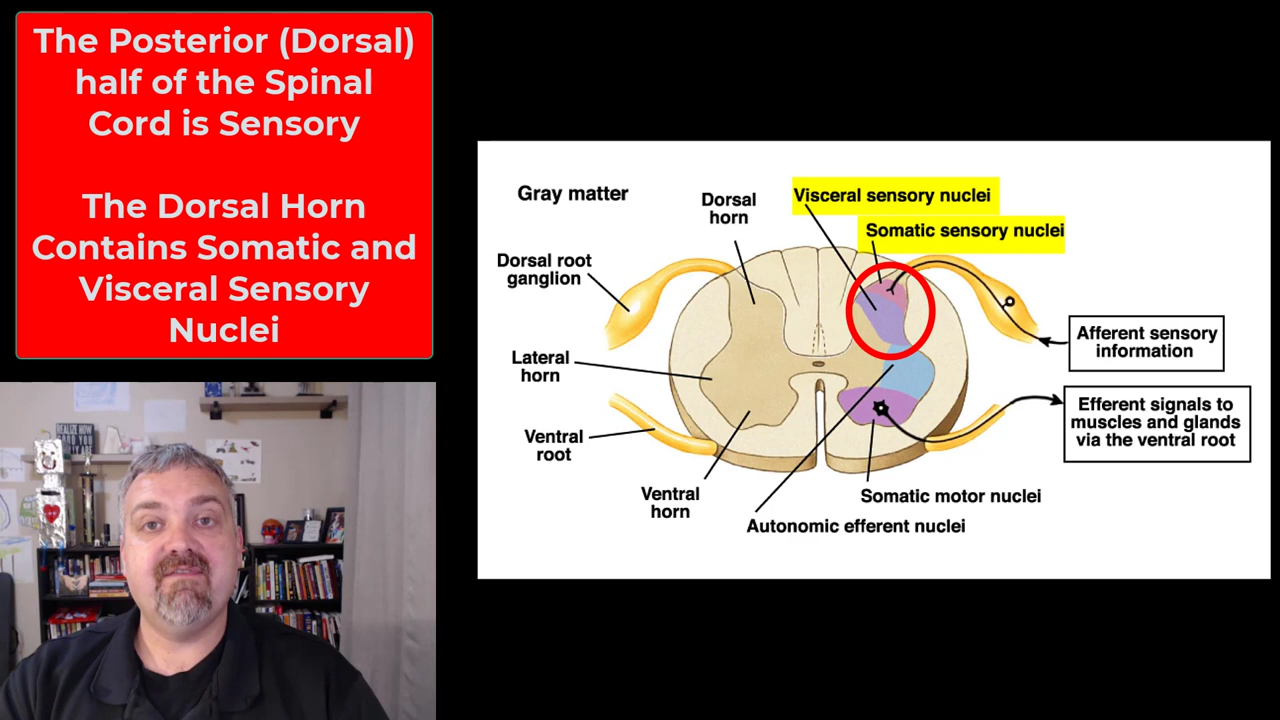 The Posterior (Dorsal)
half of the Spinal
Cord is Sensory
The Dorsal Horn
Contains Somatic and
Visceral Sensory
Nuclei
Gray matter
Dorsal
horn
Visceral sensory nuclei
Somatic sensory nuclei
Dorsal root
ganglion
Afferent sensory
information
Lateral
horn
Efferent signals to
muscles and glands
via the ventral root
Ventral
root
Ventral
horn
Somatic motor nuclei
Autonomic efferent nuclei
REALIZE HOW